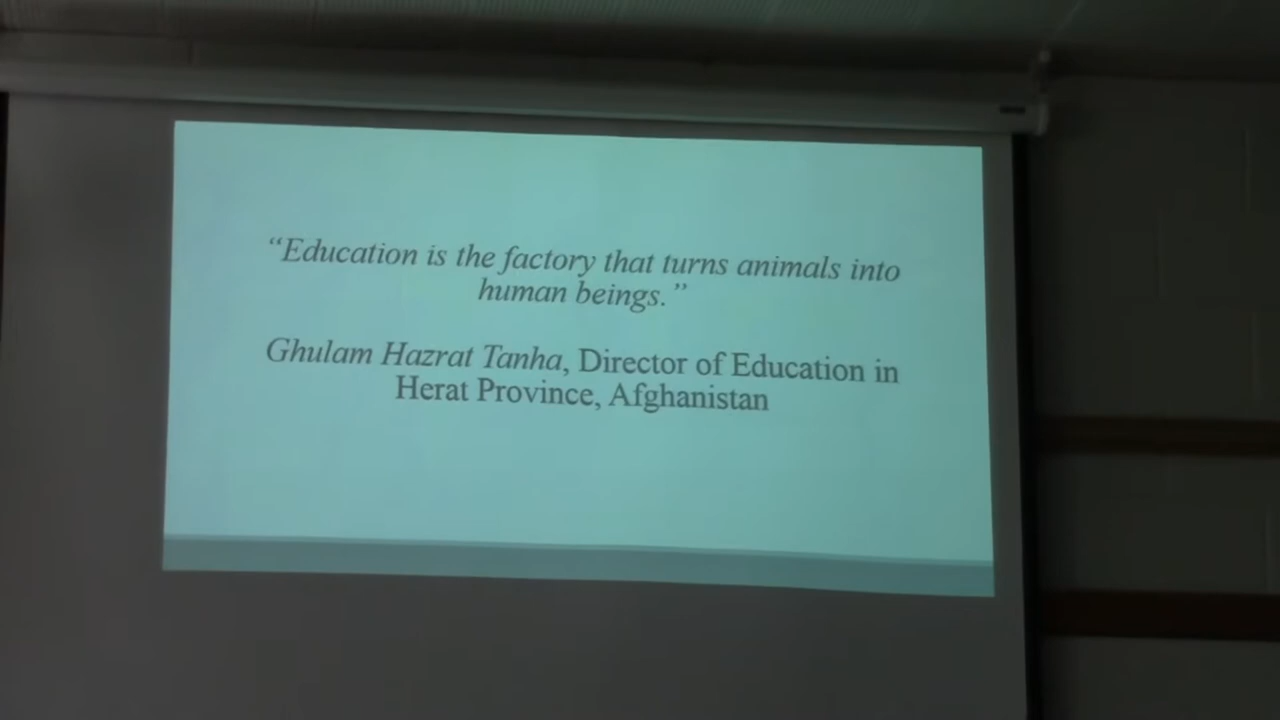 “Education is the factory that turns animals into
human beings.”
Ghulam Hazrat Tanha, Director of Education in
Herat Province, Afghanistan